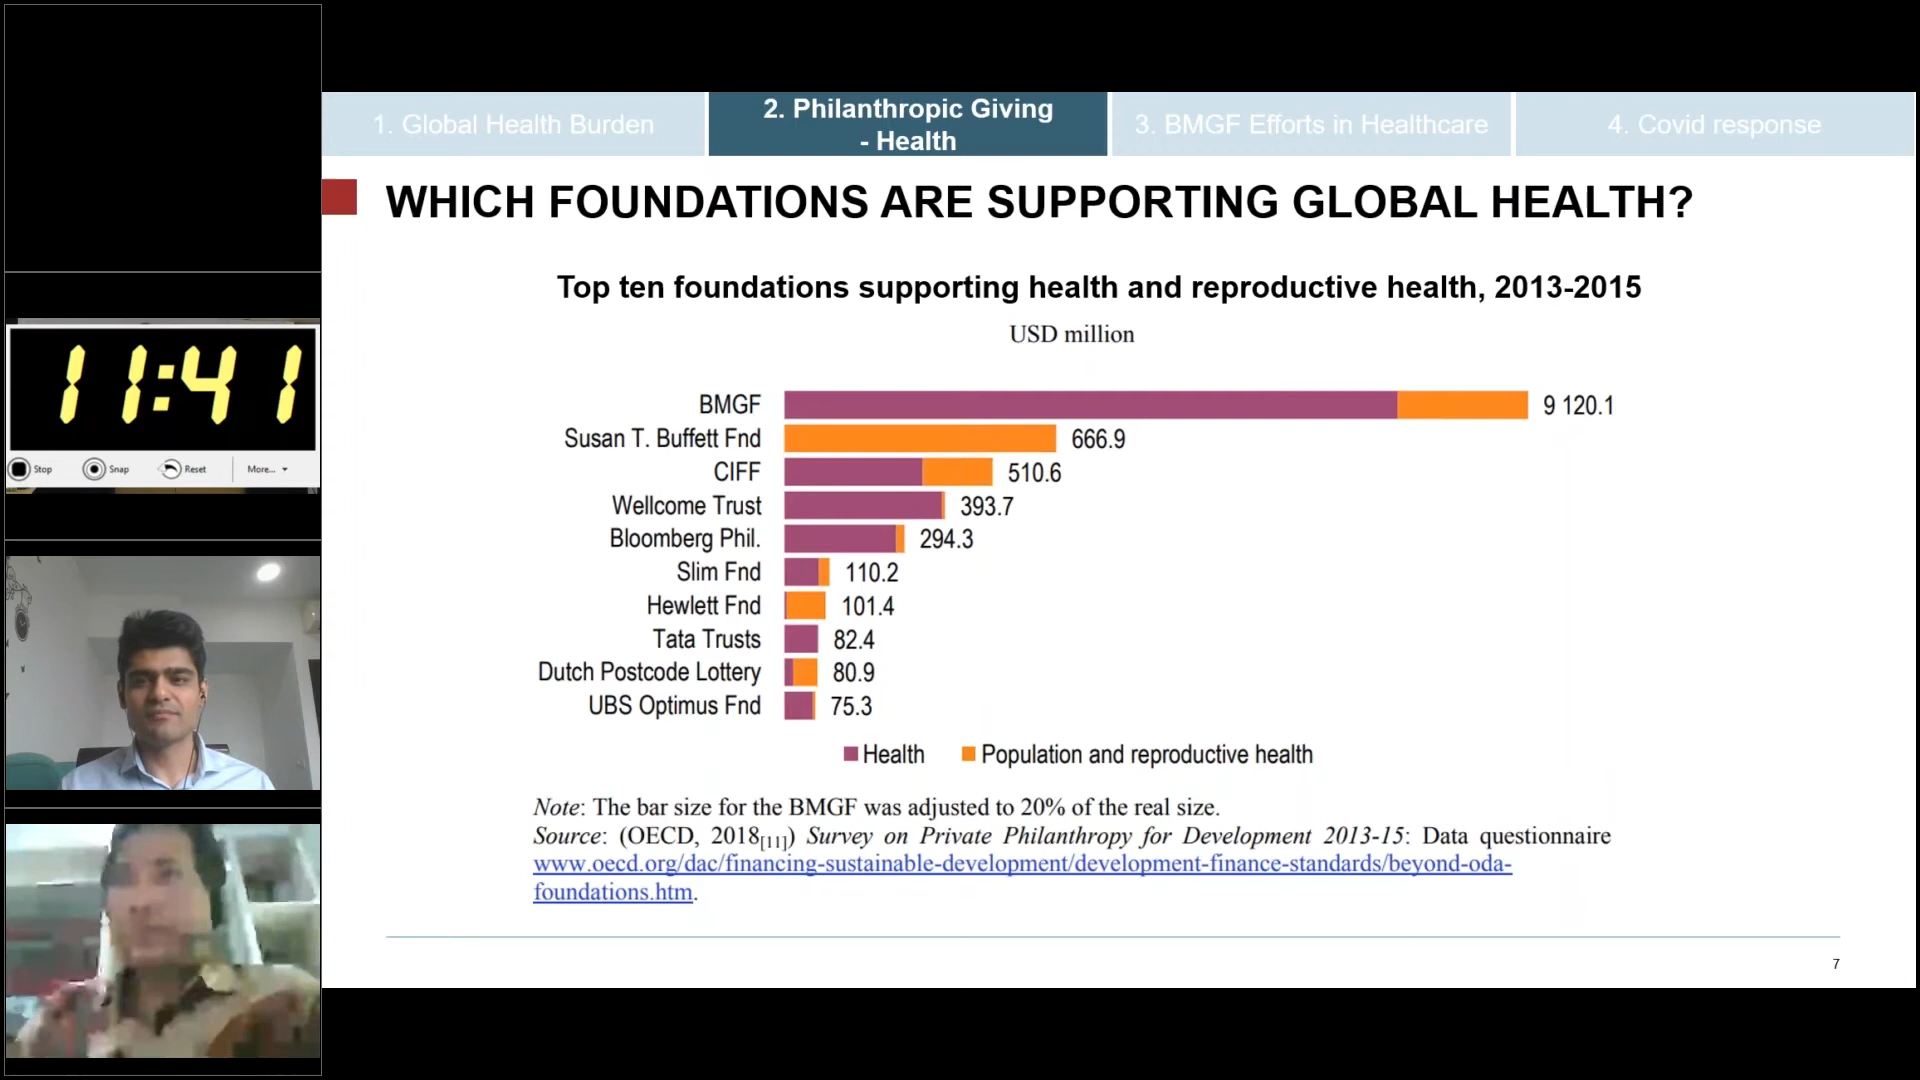 11:41
Stop Snap Reset More...
1. Global Health Burden
2. Philanthropic Giving
- Health
3. BMGF Efforts in Healthcare
4. Covid response
WHICH FOUNDATIONS ARE SUPPORTING GLOBAL HEALTH?
Top ten foundations supporting health and reproductive health, 2013-2015
USD million
BMGF 9 120.1
Susan T. Buffett Fnd 666.9
CIFF 510.6
Wellcome Trust 393.7
Bloomberg Phil. 294.3
Slim Fnd 110.2
Hewlett Fnd 101.4
Tata Trusts 82.4
Dutch Postcode Lottery 80.9
UBS Optimus Fnd 75.3
Health Population and reproductive health
Note: The bar size for the BMGF was adjusted to 20% of the real size.
Source: (OECD, 2018[11]) Survey on Private Philanthropy for Development 2013-15: Data questionnaire
www.oecd.org/dac/financing-sustainable-development/development-finance-standards/beyond-oda-
foundations.htm.
7